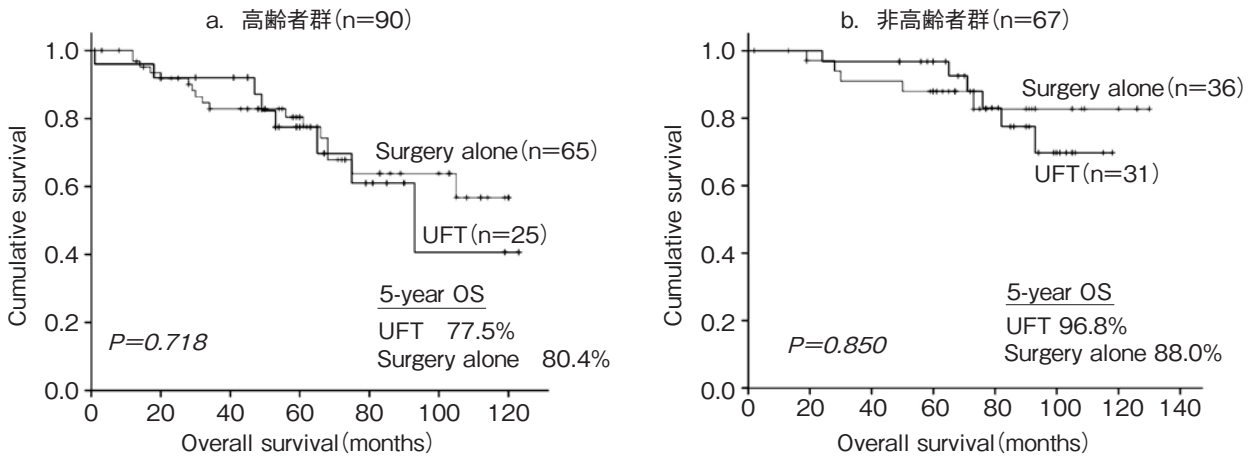 a. 高齢者群(n=90)
Cumulative survival
1.0
0.8
0.6
0.4
0.2
0.0
Surgery alone(n=65)
UFT(n=25)
5-year OS
UFT 77.5%
Surgery alone 80.4%
P=0.718
0 20 40 60 80 100 120
Overall survival(months)
b. 非高齢者群(n=67)
Cumulative survival
1.0
0.8
0.6
0.4
0.2
0.0
Surgery alone(n=36)
UFT(n=31)
5-year OS
UFT 96.8%
Surgery alone 88.0%
P=0.850
0 20 40 60 80 100 120 140
Overall survival(months)